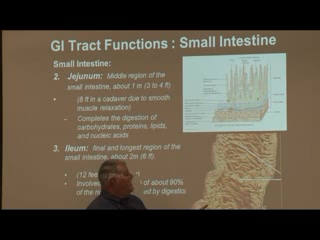 GI Tract Functions : Small Intestine
Small Intestine:
2. Jejunum: Middle region of the
small intestine, about 1 m (3 to 4 ft)
• (8 ft in a cadaver due to smooth
muscle relaxation)
– Completes the digestion of
carbohydrates, proteins, lipids,
and nucleic acids
3. Ileum: final and longest region of the
small intestine, about 2m (6 ft)
• (12 fee
• Involve of about 90%
of the n ed by digestio